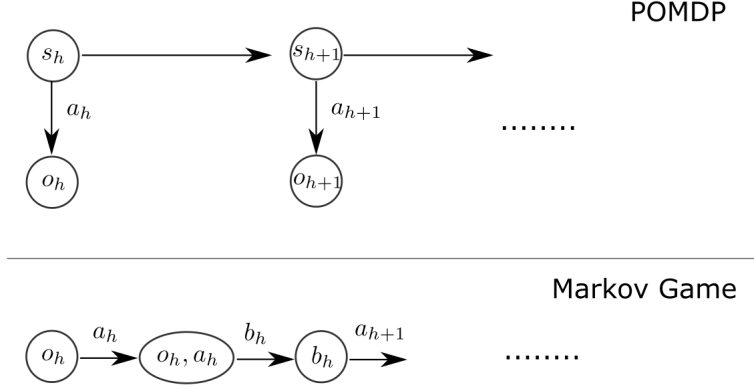 POMDP
s_h
s_{h+1}
a_h
a_{h+1}
........
o_h
o_{h+1}
Markov Game
a_h
b_h
a_{h+1}
o_h
o_h, a_h
b_h
........